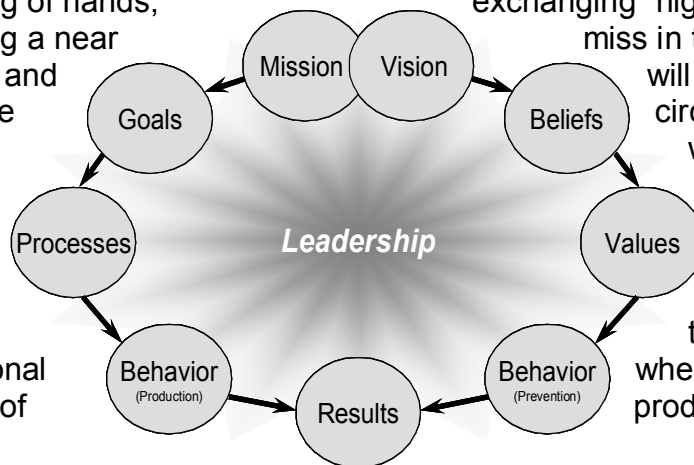 g of hands,
g a near
and
e
exchanging
miss in t
will
circ
w
t
whe
prod
onal
of
Mission
Vision
Goals
Beliefs
Processes
Leadership
Values
Behavior
(Production)
Behavior
(Prevention)
Results